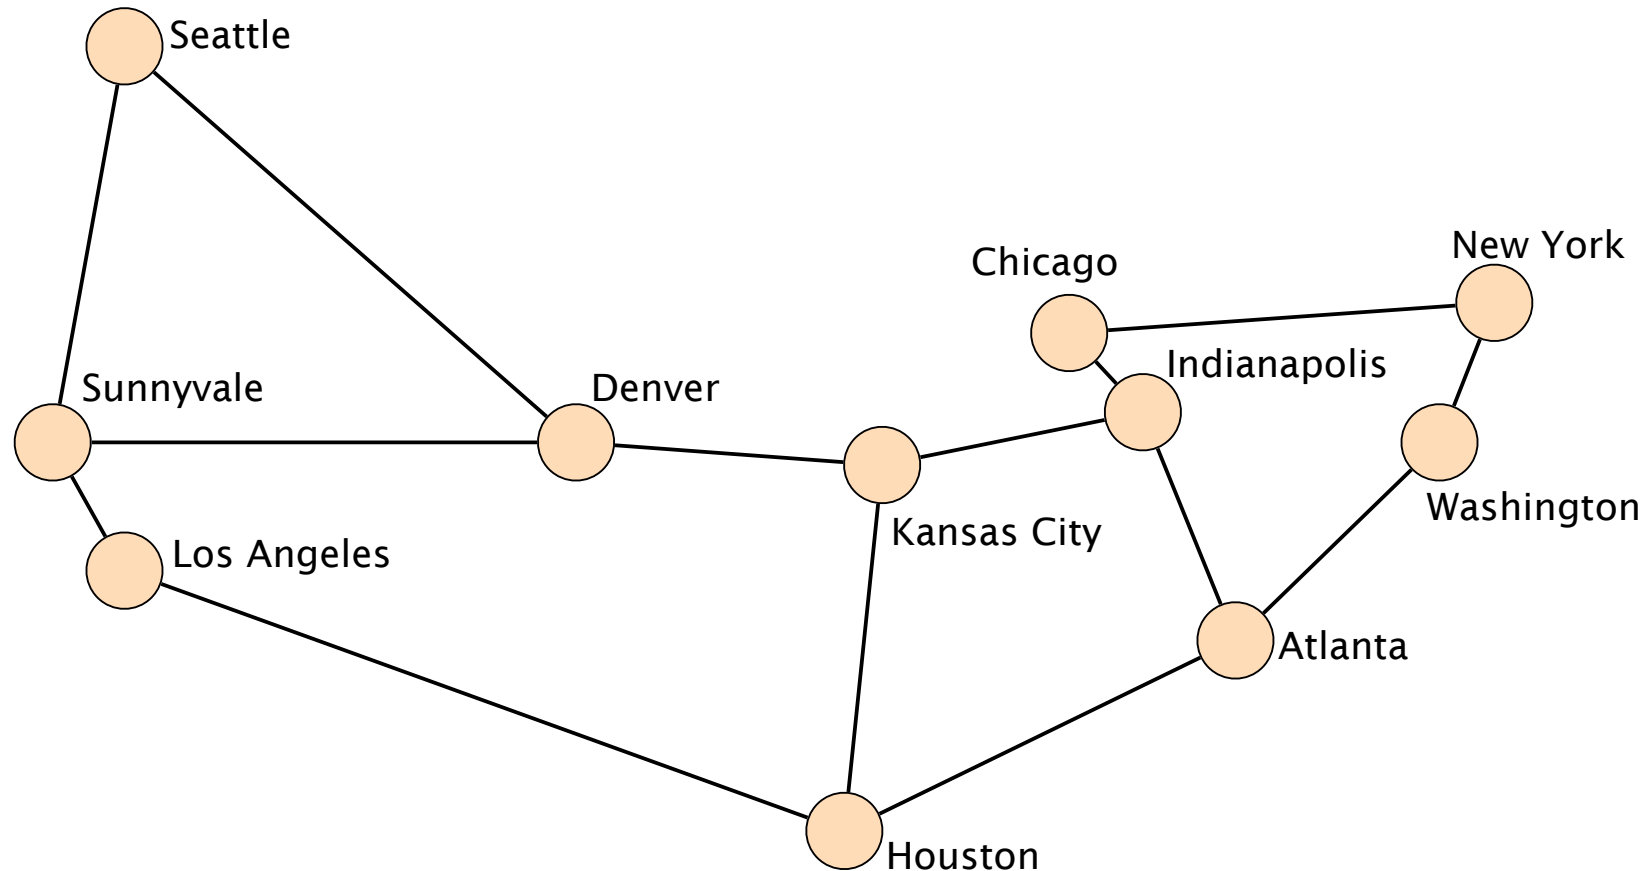 Seattle
New York
Chicago
Indianapolis
Sunnyvale
Denver
Washington
Kansas City
Los Angeles
Atlanta
Houston